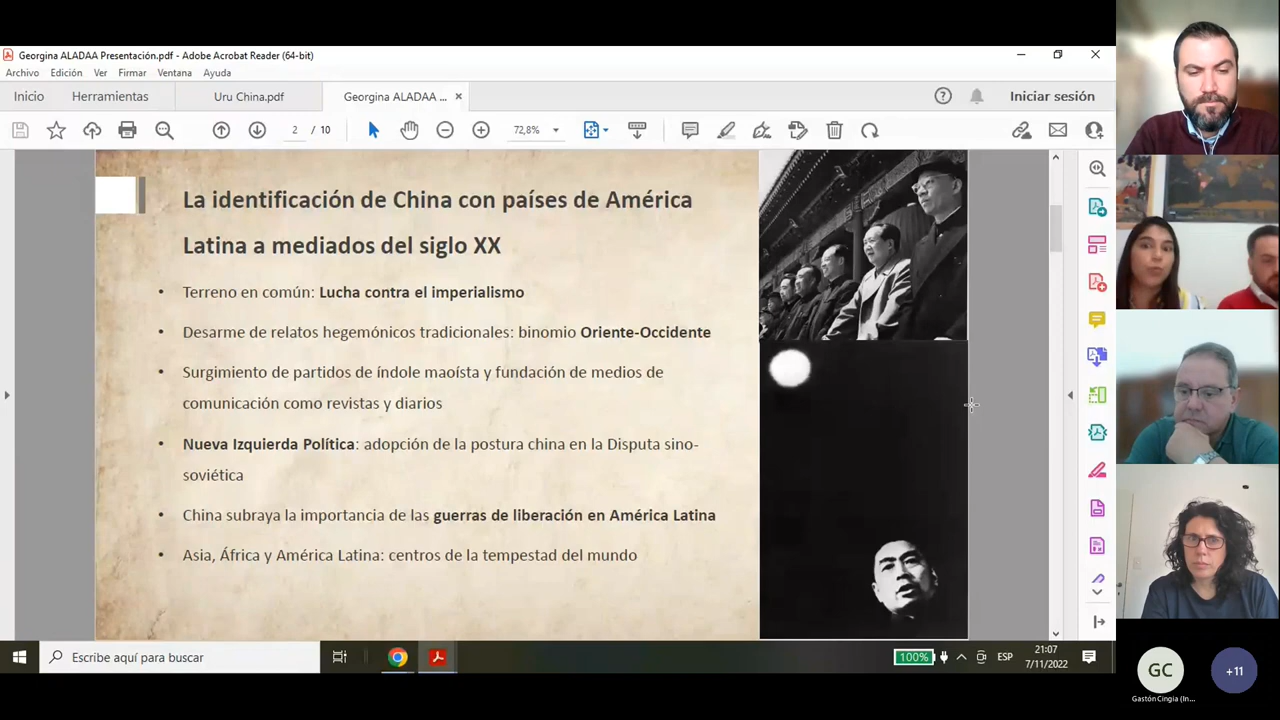 Georgina ALADAA Presentación.pdf - Adobe Acrobat Reader (64-bit)
Archivo Edición Ver Firmar Ventana Ayuda
Inicio Herramientas Uru China.pdf Georgina ALADAA ... × Iniciar sesión
2 / 10 72,8%
La identificación de China con países de América
Latina a mediados del siglo XX
• Terreno en común: Lucha contra el imperialismo
• Desarme de relatos hegemónicos tradicionales: binomio Oriente-Occidente
• Surgimiento de partidos de índole maoísta y fundación de medios de
comunicación como revistas y diarios
• Nueva Izquierda Política: adopción de la postura china en la Disputa sino-
soviética
• China subraya la importancia de las guerras de liberación en América Latina
• Asia, África y América Latina: centros de la tempestad del mundo
Escribe aquí para buscar
100% ESP 21:07
7/11/2022
GC +11
Gastón Cingia (In...